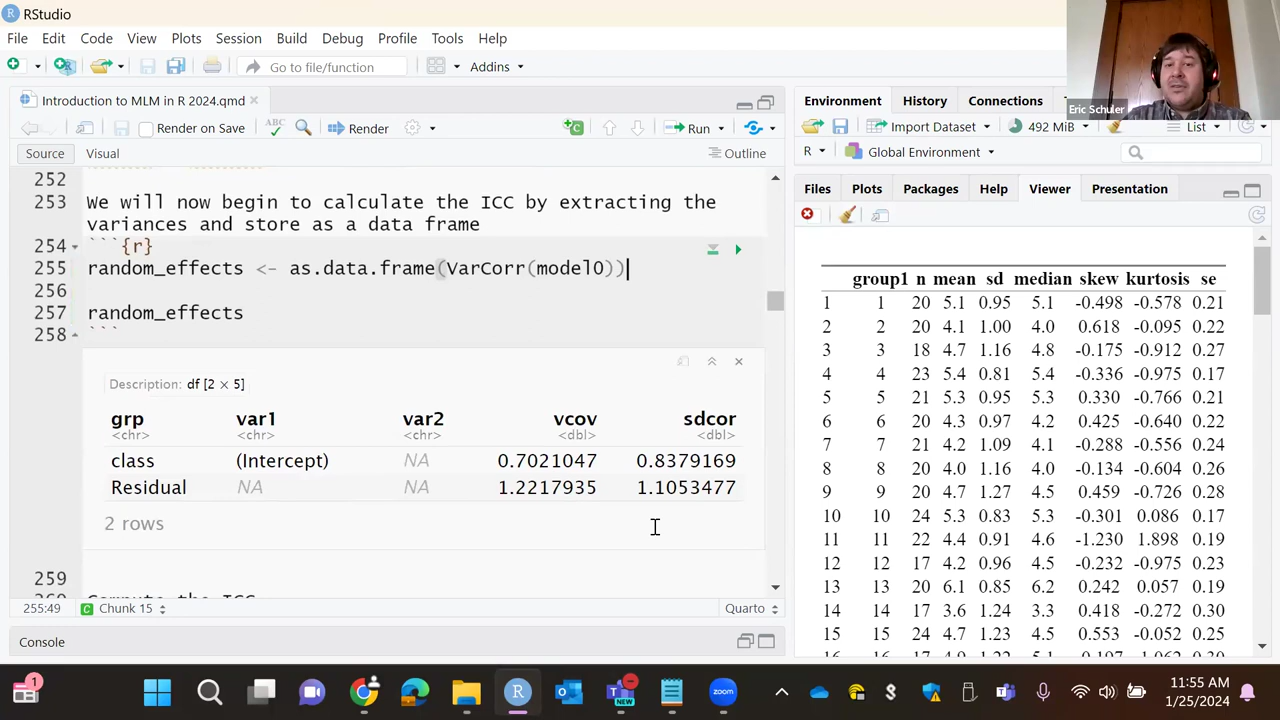 RStudio
File Edit Code View Plots Session Build Debug Profile Tools Help
Go to file/function Addins
Eric Schuler
Introduction to MLM in R 2024.qmd
Render on Save ABC Render Run
Source Visual Outline
252
253 We will now begin to calculate the ICC by extracting the
variances and store as a data frame
254 ```{r}
255 random_effects <- as.data.frame(VarCorr(model0))
256
257 random_effects
258 ```
Description: df [2 × 5]
grp var1 var2 vcov sdcor
<chr> <chr> <chr> <dbl> <dbl>
class (Intercept) NA 0.7021047 0.8379169
Residual NA NA 1.2217935 1.1053477
2 rows
259
255:49 C Chunk 15 Quarto
Console
Environment History Connections
Import Dataset 492 MiB List
R Global Environment
Files Plots Packages Help Viewer Presentation
group1 n mean sd median skew kurtosis se
1 1 20 5.1 0.95 5.1 -0.498 -0.578 0.21
2 2 20 4.1 1.00 4.0 0.618 -0.095 0.22
3 3 18 4.7 1.16 4.8 -0.175 -0.912 0.27
4 4 23 5.4 0.81 5.4 -0.336 -0.975 0.17
5 5 21 5.3 0.95 5.3 0.330 -0.766 0.21
6 6 20 4.3 0.97 4.2 0.425 -0.640 0.22
7 7 21 4.2 1.09 4.1 -0.288 -0.556 0.24
8 8 20 4.0 1.16 4.0 -0.134 -0.604 0.26
9 9 20 4.7 1.27 4.5 0.459 -0.726 0.28
10 10 24 5.3 0.83 5.3 -0.301 0.086 0.17
11 11 22 4.4 0.91 4.6 -1.230 1.898 0.19
12 12 17 4.2 0.96 4.5 -0.232 -0.975 0.23
13 13 20 6.1 0.85 6.2 0.242 0.057 0.19
14 14 17 3.6 1.24 3.3 0.418 -0.272 0.30
15 15 24 4.7 1.23 4.5 0.553 -0.052 0.25
1 NEW zoom
11:55 AM
1/25/2024